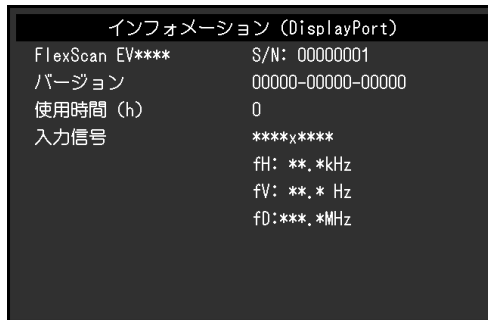 インフォメーション (DisplayPort)
FlexScan EV**** S/N: 00000001
バージョン 00000-00000-00000
使用時間 (h) 0
入力信号 ****x****
fH: **.*kHz
fV: **.* Hz
fD:***.*MHz